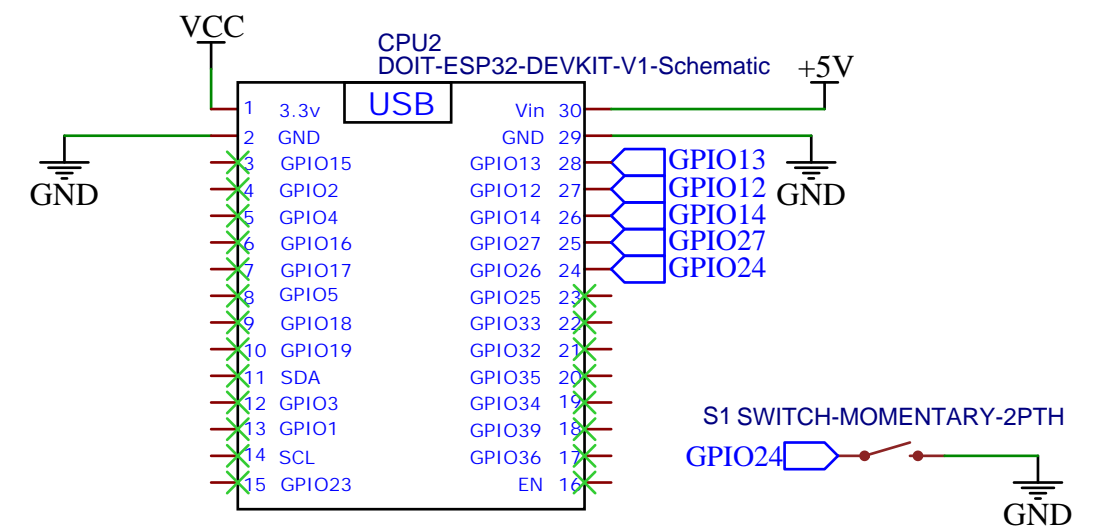 VCC
CPU2
DOIT-ESP32-DEVKIT-V1-Schematic
+5V
USB
1 3.3v Vin 30
2 GND GND 29
3 GPIO15 GPIO13 28 GPIO13
GND
4 GPIO2 GPIO12 27 GPIO12
GND
5 GPIO4 GPIO14 26 GPIO14
6 GPIO16 GPIO27 25 GPIO27
7 GPIO17 GPIO26 24 GPIO24
8 GPIO5 GPIO25 23
9 GPIO18 GPIO33 22
10 GPIO19 GPIO32 21
11 SDA GPIO35 20
12 GPIO3 GPIO34 19
13 GPIO1 GPIO39 18
14 SCL GPIO36 17
15 GPIO23 EN 16
S1 SWITCH-MOMENTARY-2PTH
GPIO24
GND